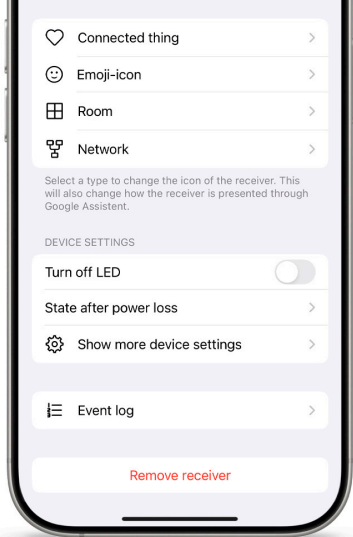 Connected thing
Emoji-icon
Room
Network
Select a type to change the icon of the receiver. This
will also change how the receiver is presented through
Google Assistent.
DEVICE SETTINGS
Turn off LED
State after power loss
Show more device settings
Event log
Remove receiver